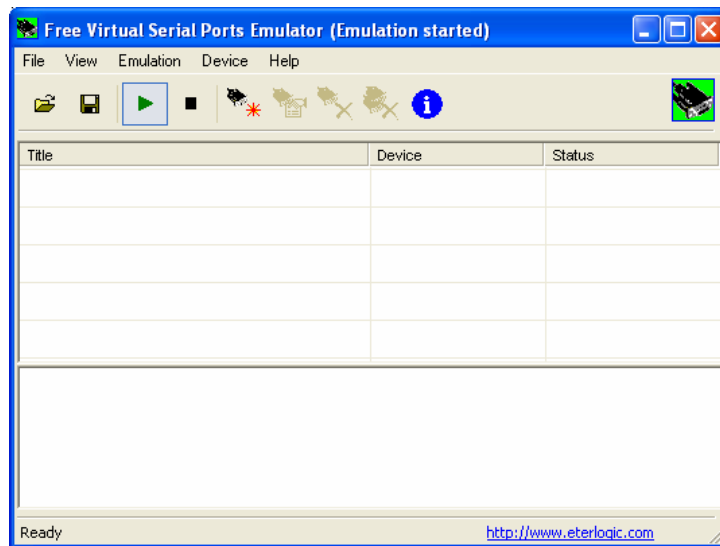 Free Virtual Serial Ports Emulator (Emulation started)
File View Emulation Device Help
Title Device Status
Ready http://www.eterlogic.com